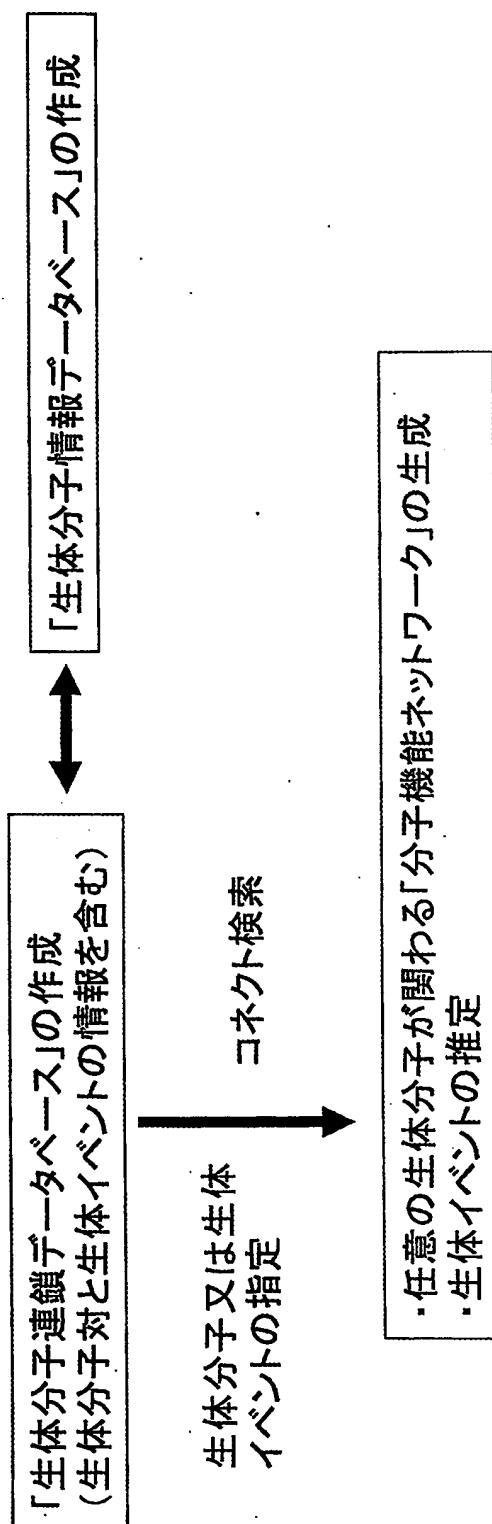 「生体分子連鎖データベース」の作成
(生体分子対と生体イベントの情報を含む)
「生体分子情報データベース」の作成
生体分子又は生体
イベントの指定
コネクト検索
・任意の生体分子が関わる「分子機能ネットワーク」の生成
・生体イベントの推定